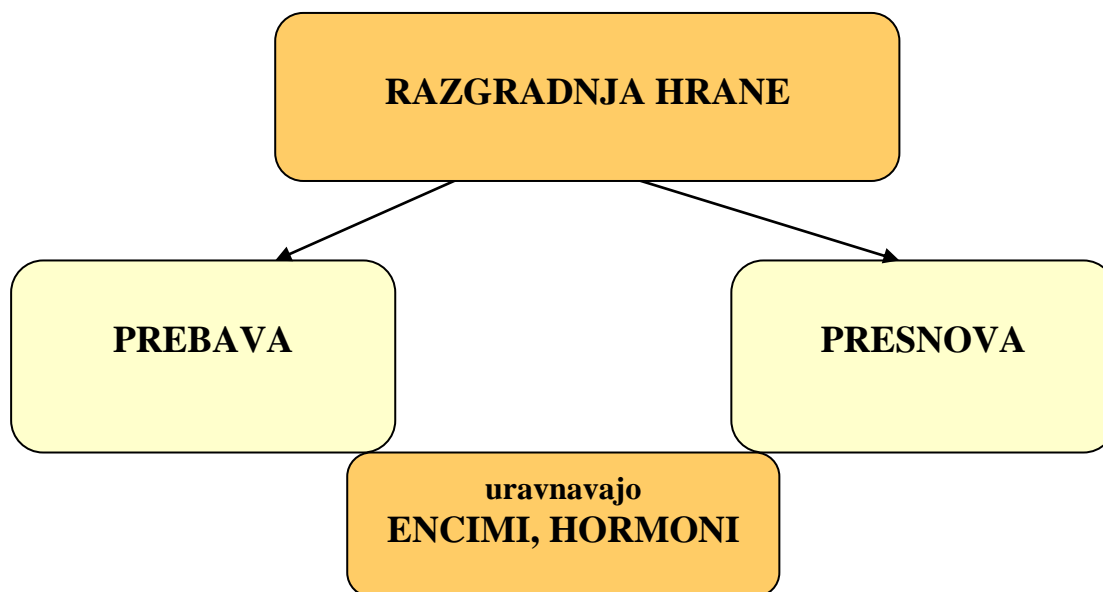 RAZGRADNJA HRANE
PREBAVA
PRESNOVA
uravnavajo
ENCIMI, HORMONI